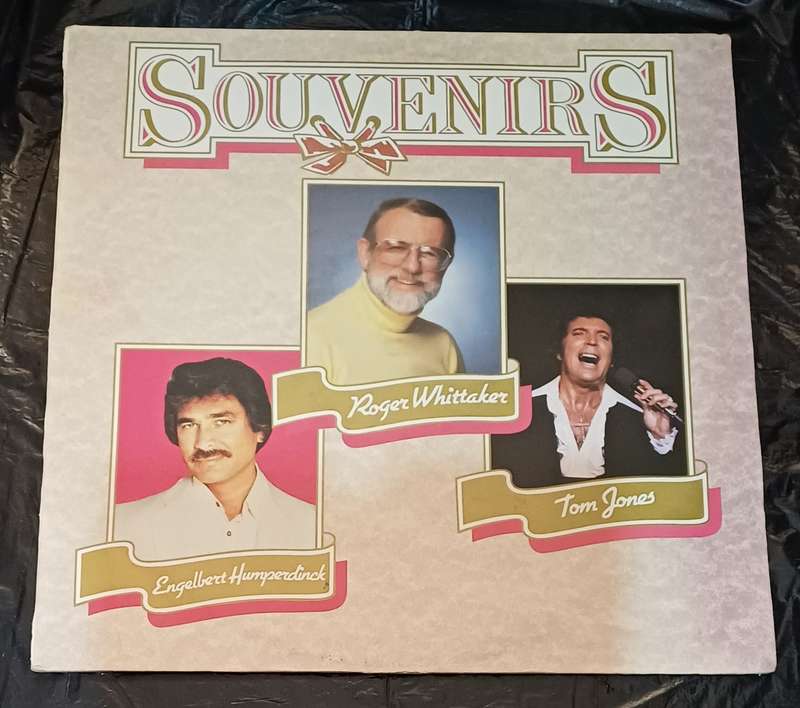 SOUVENIRS
Roger Whittaker
Tom Jones
Engelbert Humperdinck